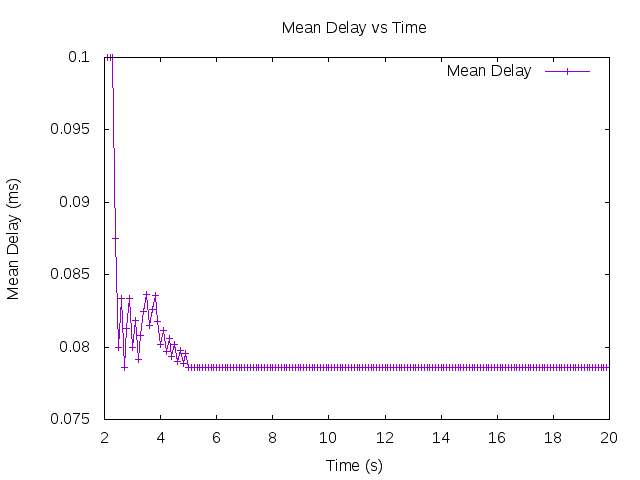 Mean Delay vs Time
Mean Delay
0.1
0.095
0.09
0.085
0.08
0.075
Mean Delay (ms)
2 4 6 8 10 12 14 16 18 20
Time (s)